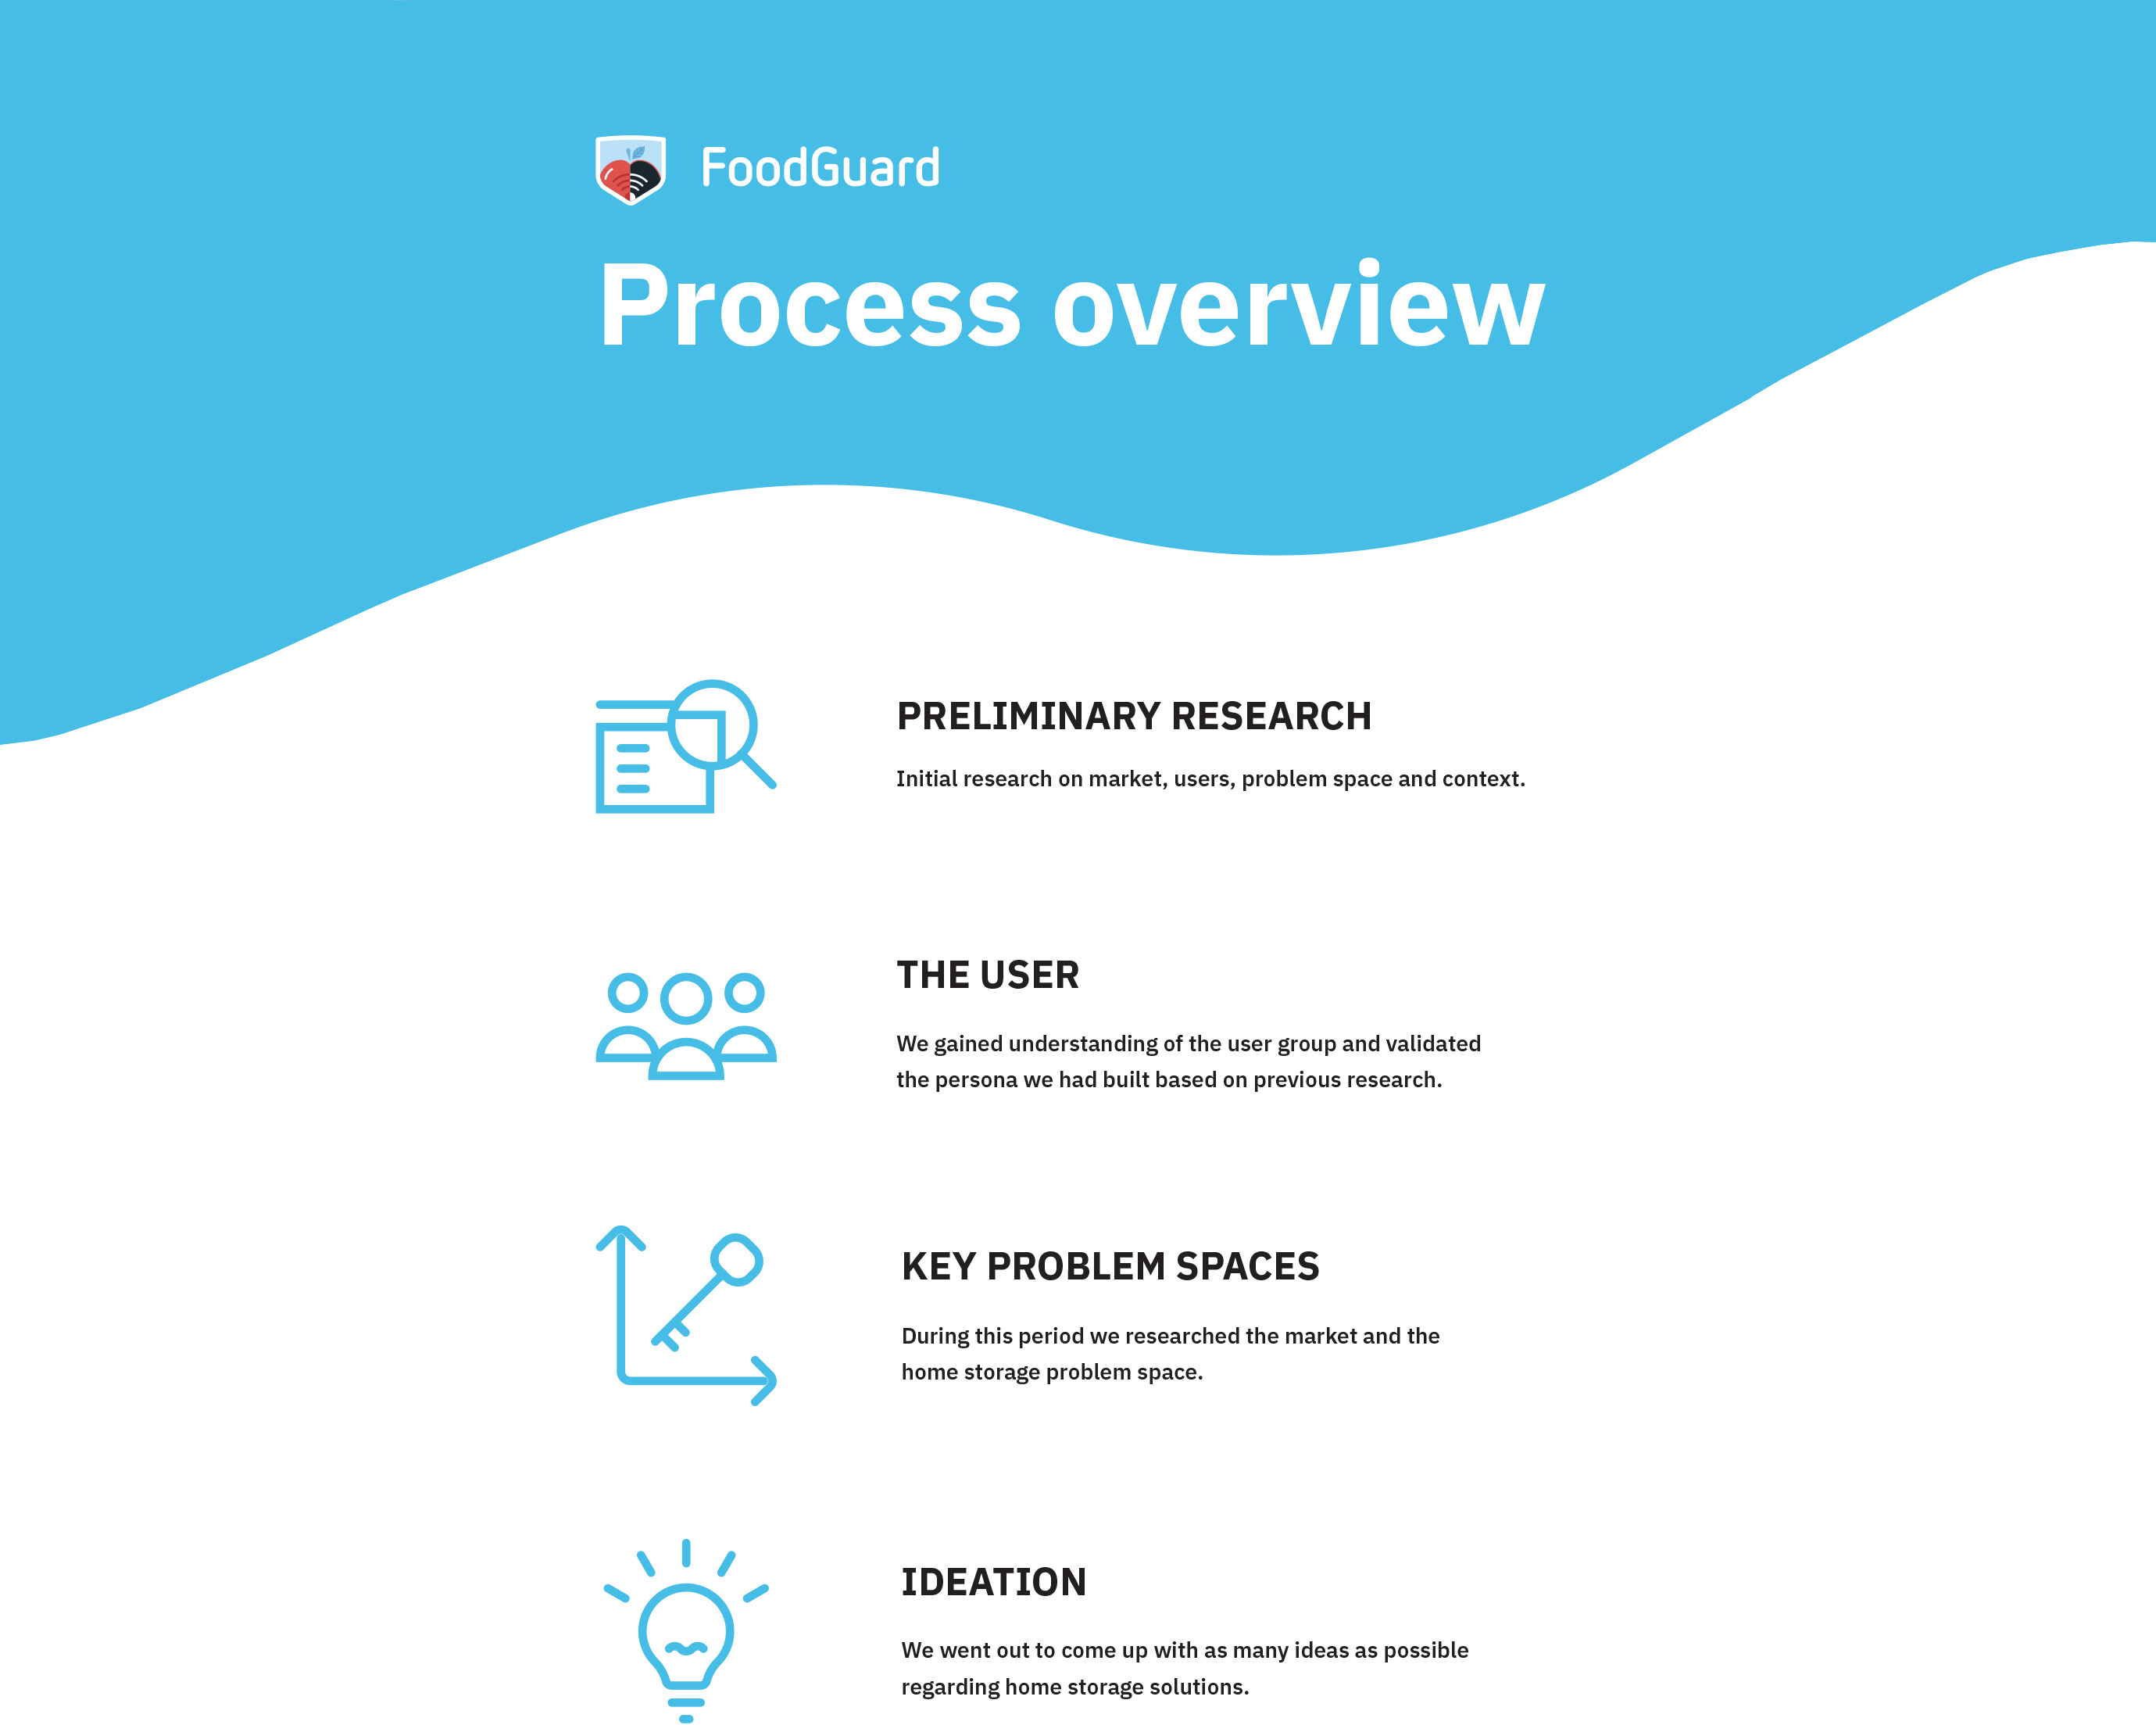 FoodGuard
Process overview
PRELIMINARY RESEARCH
Initial research on market, users, problem space and context.
THE USER
We gained understanding of the user group and validated
the persona we had built based on previous research.
KEY PROBLEM SPACES
During this period we researched the market and the
home storage problem space.
IDEATION
We went out to come up with as many ideas as possible
regarding home storage solutions.